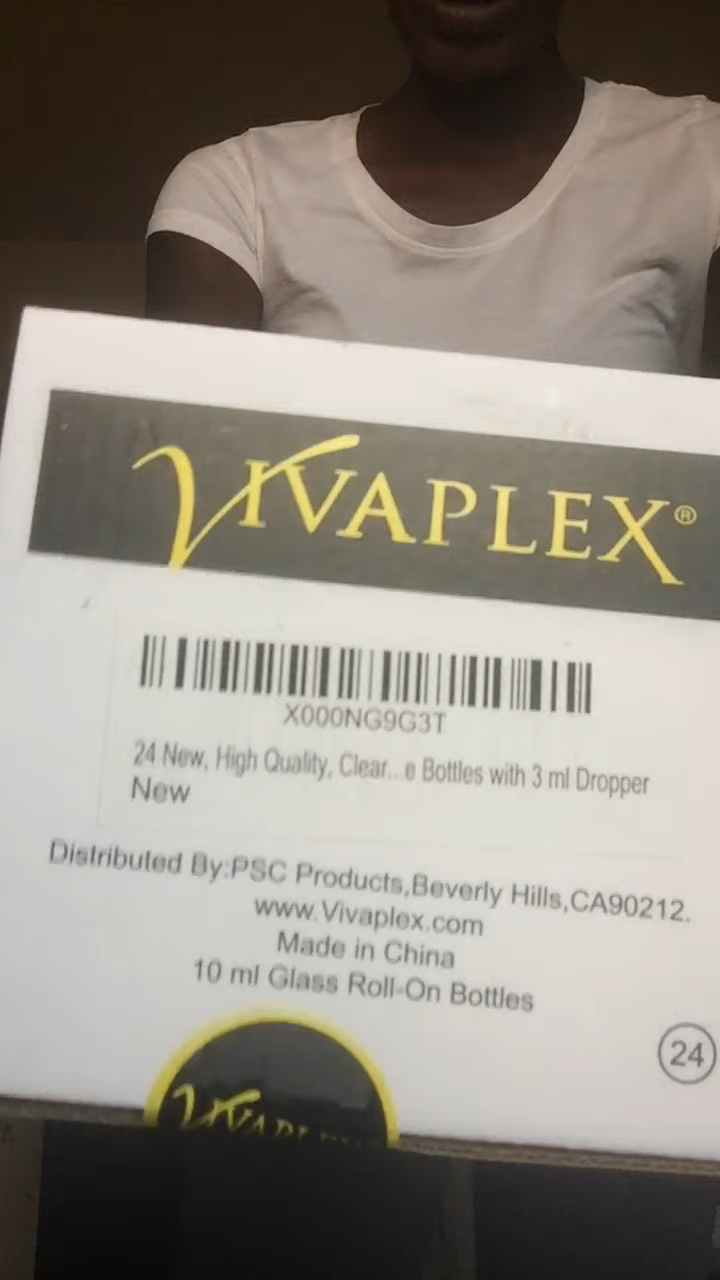 VIVAPLEX®
X000NG9G3T
24 New, High Quality, Clear...e Bottles with 3 ml Dropper
New
Distributed By:PSC Products,Beverly Hills,CA90212.
www.Vivaplex.com
Made in China
10 ml Glass Roll-On Bottles
24
VIVAPLEX